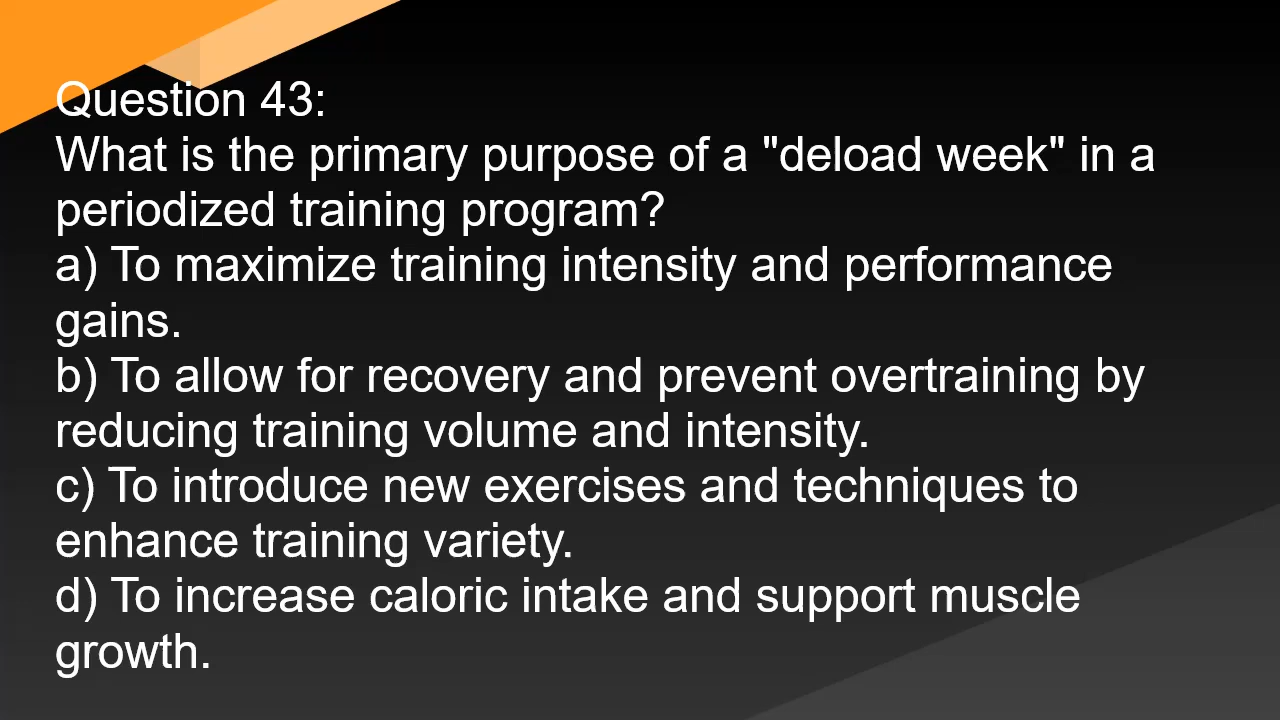 Question 43:
What is the primary purpose of a "deload week" in a
periodized training program?
a) To maximize training intensity and performance
gains.
b) To allow for recovery and prevent overtraining by
reducing training volume and intensity.
c) To introduce new exercises and techniques to
enhance training variety.
d) To increase caloric intake and support muscle
growth.